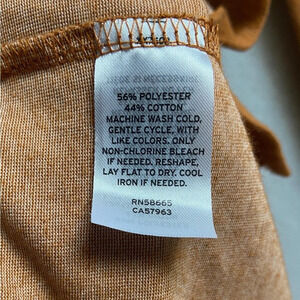 56% POLYESTER
44% COTTON
MACHINE WASH COLD,
GENTLE CYCLE, WITH
LIKE COLORS. ONLY
NON-CHLORINE BLEACH
IF NEEDED. RESHAPE,
LAY FLAT TO DRY. COOL
IRON IF NEEDED.
RN58665
CA57963